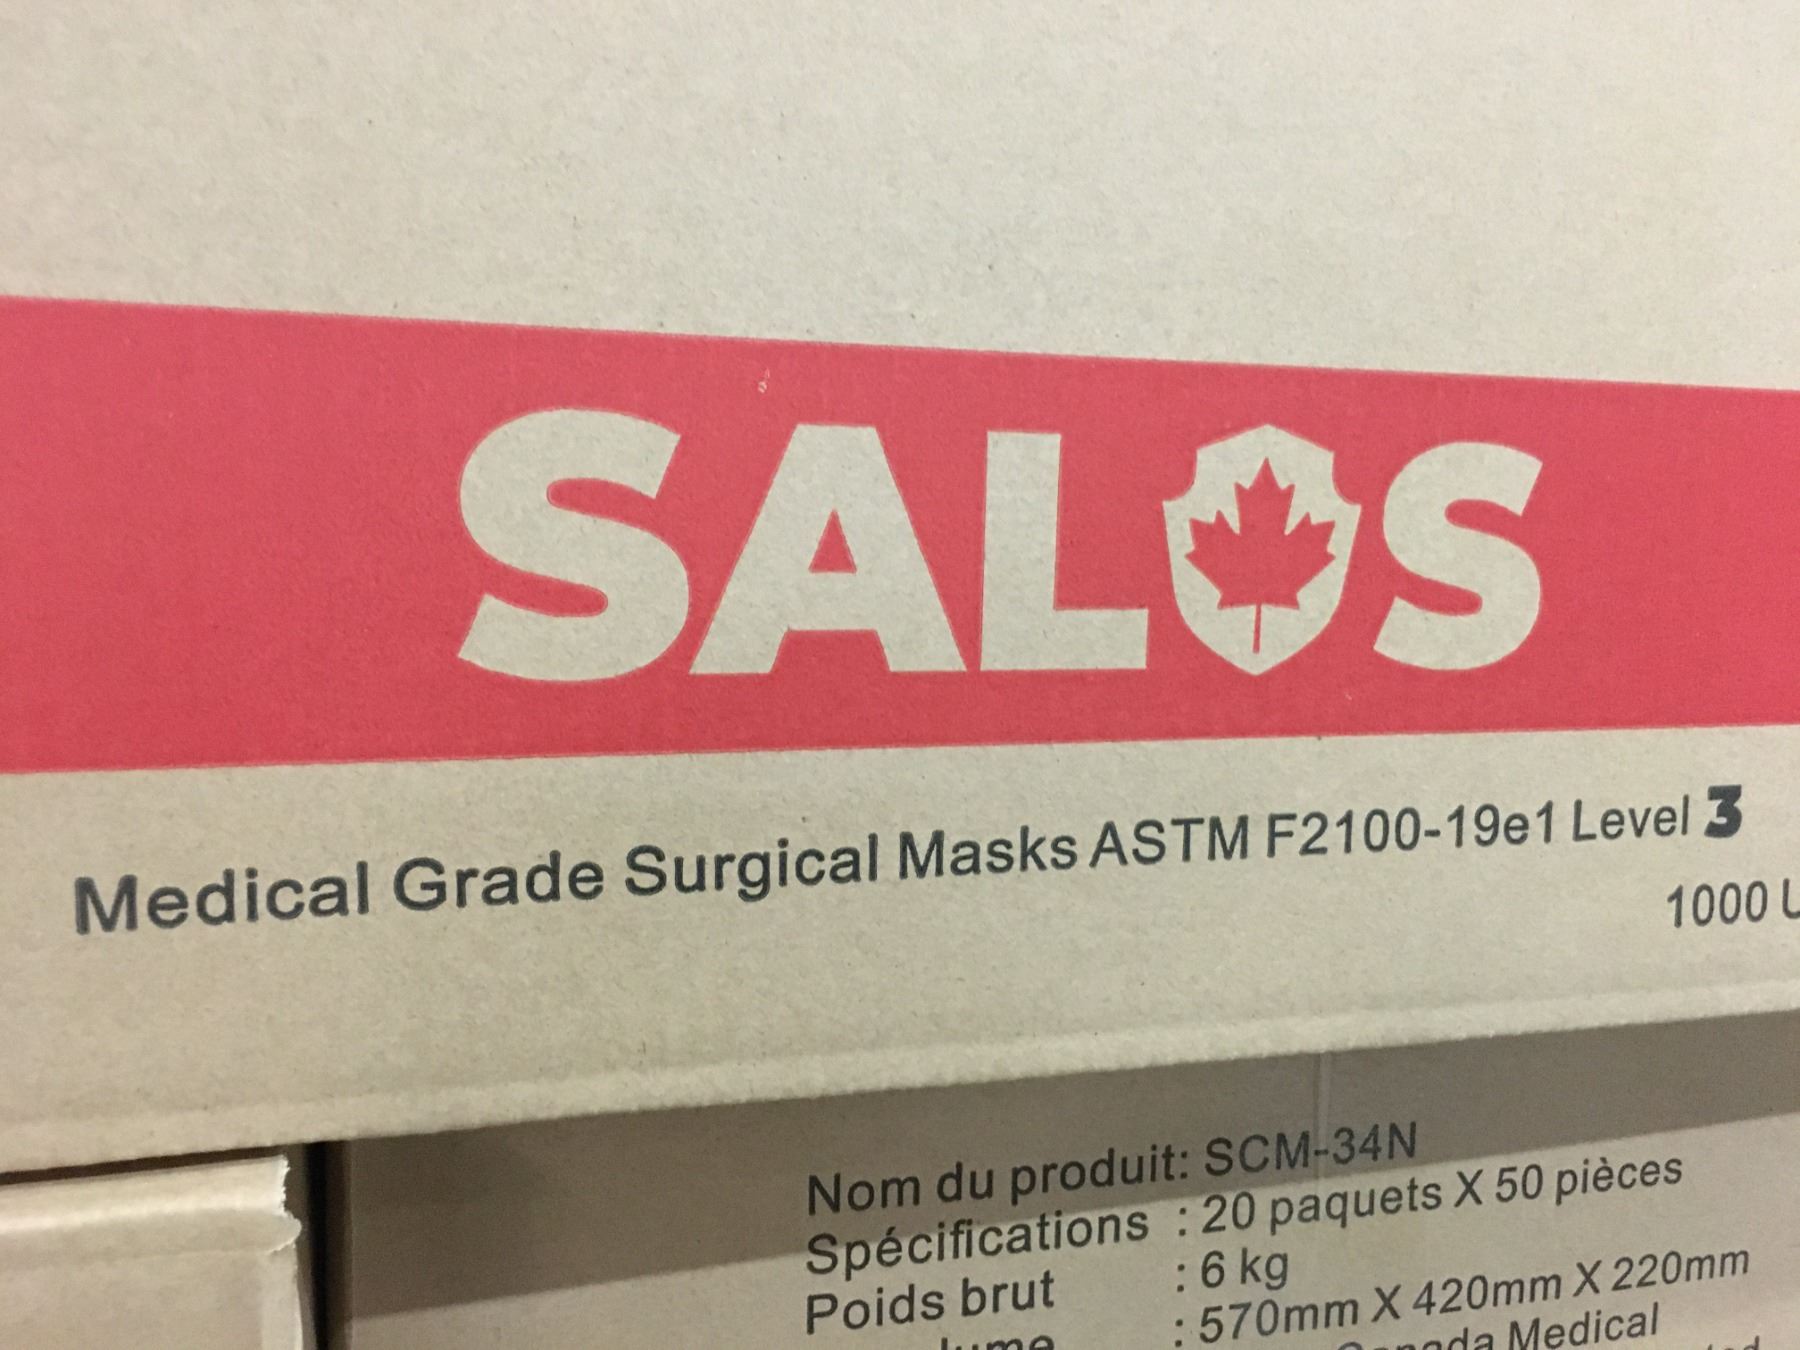 SALOS
Medical Grade Surgical Masks ASTM F2100-19e1 Level 3
1000
Nom du produit: SCM-34N
Spécifications : 20 paquets X 50 pièces
Poids brut : 6 kg
: 570mm X 420mm X 220mm
Medical